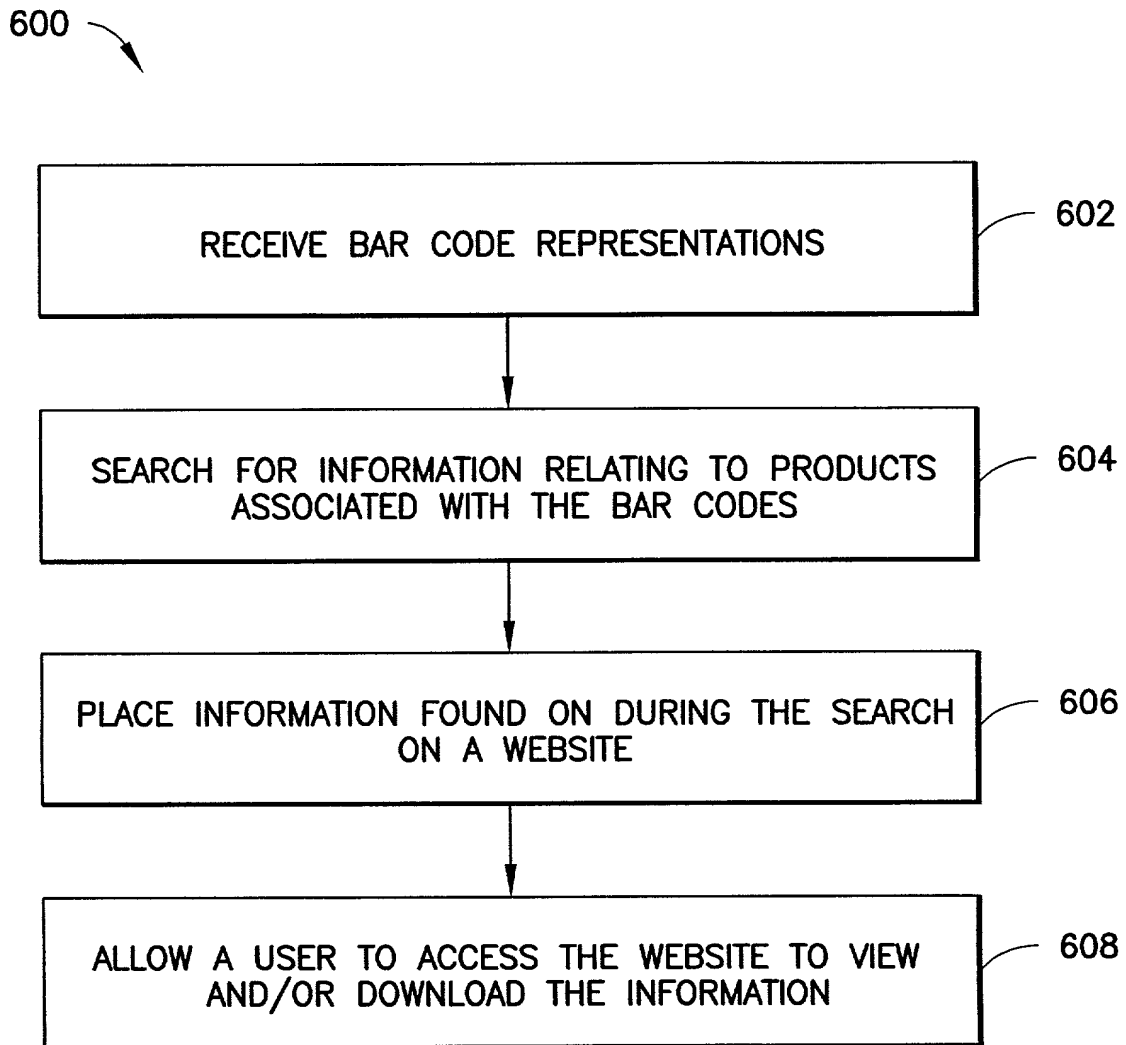 600
RECEIVE BAR CODE REPRESENTATIONS
602
SEARCH FOR INFORMATION RELATING TO PRODUCTS
ASSOCIATED WITH THE BAR CODES
604
PLACE INFORMATION FOUND ON DURING THE SEARCH
ON A WEBSITE
606
ALLOW A USER TO ACCESS THE WEBSITE TO VIEW
AND/OR DOWNLOAD THE INFORMATION
608